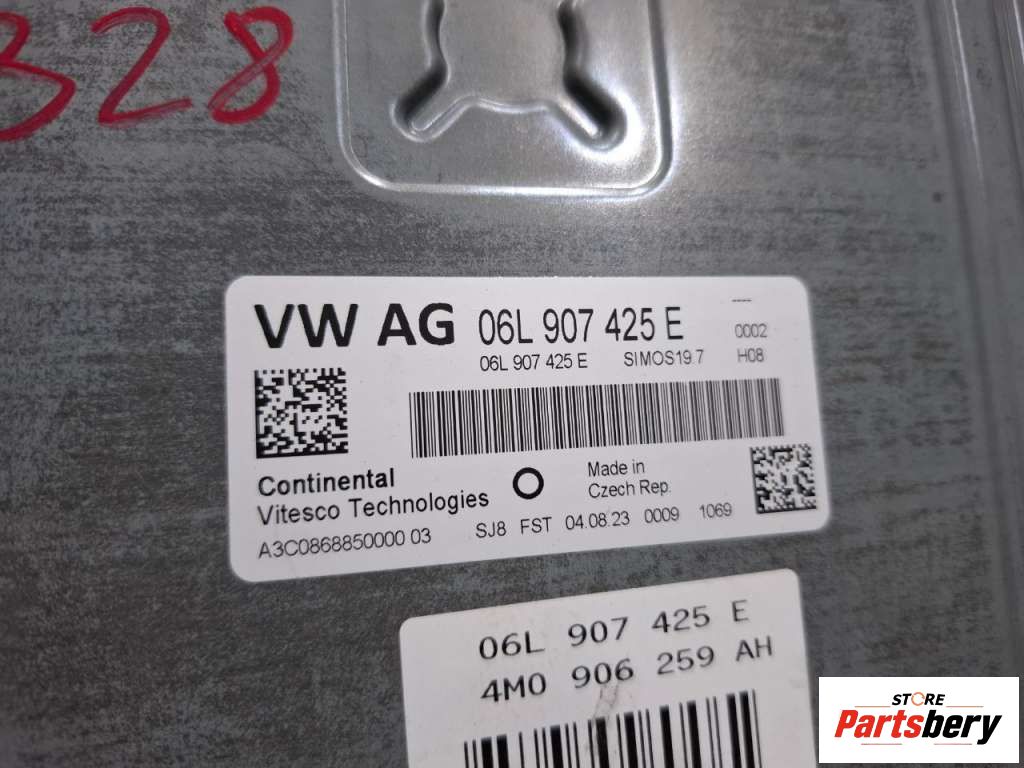 328
VW AG 06L 907 425 E
0002
06L 907 425 E SIMOS19.7 H08
Continental
Vitesco Technologies
Made in
Czech Rep.
A3C0868850000 03 SJ8 FST 04.08.23 0009 1069
06L 907 425 E
4M0 906 259 AH
STORE
Partsbery